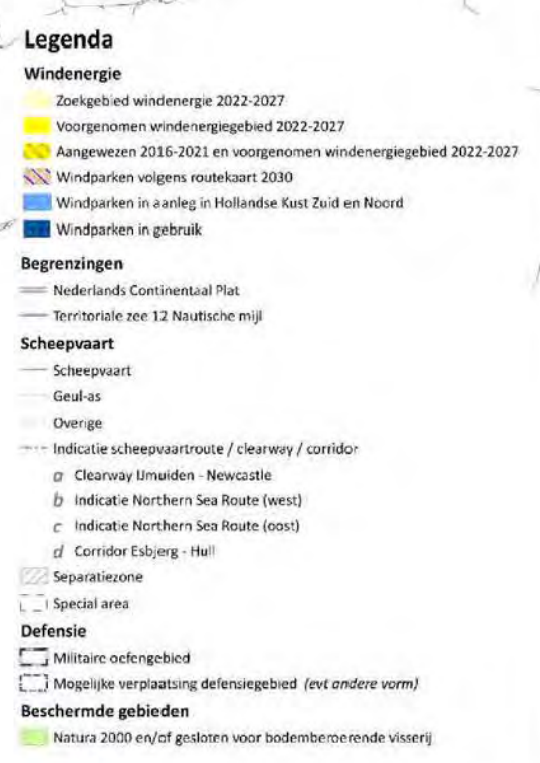 Legenda
Windenergie
Zoekgebied windenergie 2022-2027
Voorgenomen windenergiegebied 2022-2027
Aangewezen 2016-2021 en voorgenomen windenergiegebied 2022-2027
Windparken volgens routekaart 2030
Windparken in aanleg in Hollandse Kust Zuid en Noord
Windparken in gebruik
Begrenzingen
Nederlands Continentaal Plat
Territoriale zee 12 Nautische mijl
Scheepvaart
Scheepvaart
Geul-as
Overige
Indicatie scheepvaartroute / clearway / corridor
a Clearway IJmuiden - Newcastle
b Indicatie Northern Sea Route (west)
c Indicatie Northern Sea Route (oost)
d Corridor Esbjerg - Hull
Separatiezone
Special area
Defensie
Militaire oefengebied
Mogelijke verplaatsing defensiegebied (evt andere vorm)
Beschermde gebieden
Natura 2000 en/of gesloten voor bodemberoerende visserij